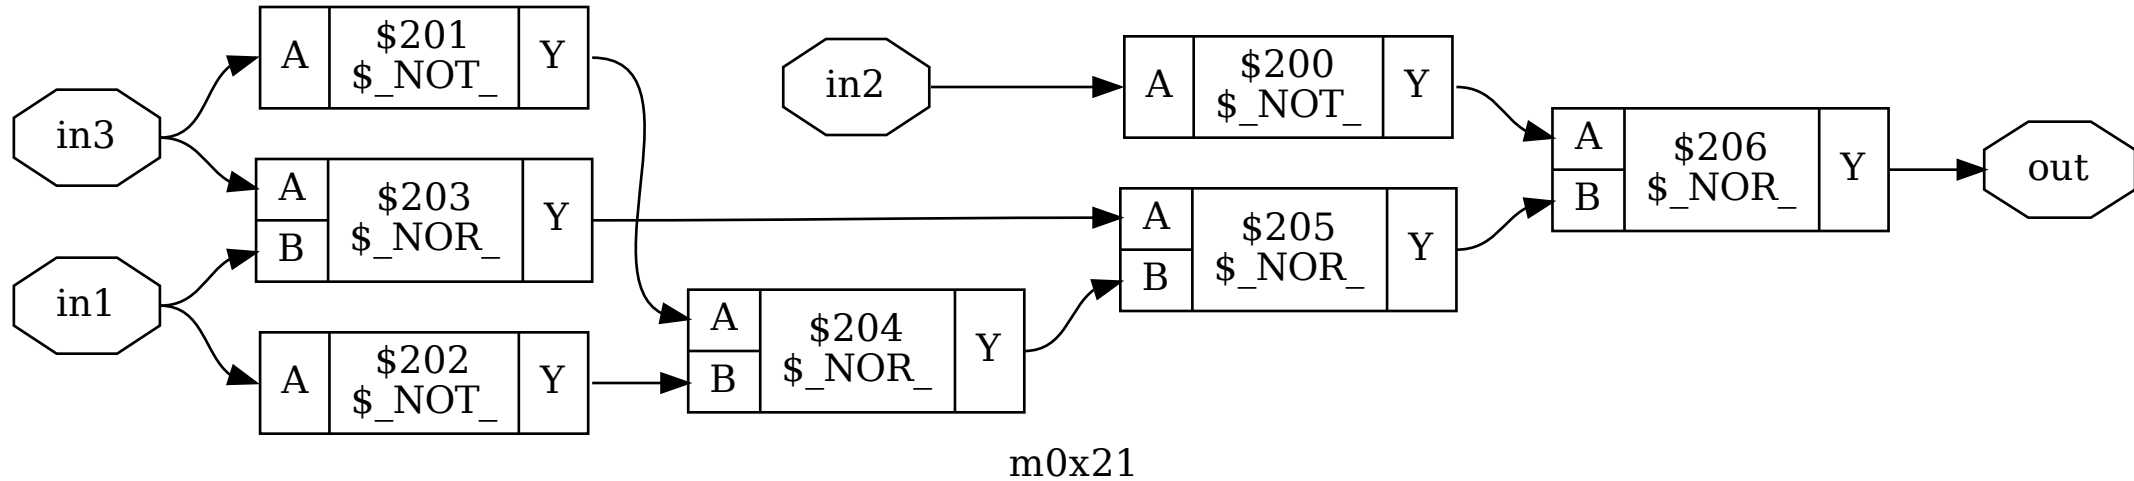 in3
in1
A
$201
$_NOT_
Y
A
B
$203
$_NOR_
Y
A
$202
$_NOT_
Y
in2
A
B
$204
$_NOR_
Y
A
$200
$_NOT_
Y
A
B
$205
$_NOR_
Y
A
B
$206
$_NOR_
Y
out
m0x21